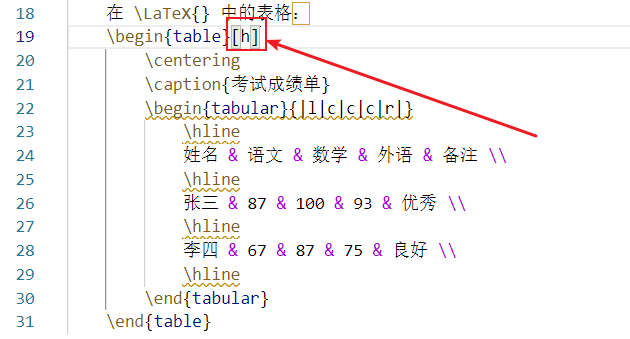 18 在 \LaTeX{} 中的表格：
19 \begin{table}[h]
20 \centering
21 \caption{考试成绩单}
22 \begin{tabular}{|l|c|c|c|r|}
23 \hline
24 姓名 & 语文 & 数学 & 外语 & 备注 \\
25 \hline
26 张三 & 87 & 100 & 93 & 优秀 \\
27 \hline
28 李四 & 67 & 87 & 75 & 良好 \\
29 \hline
30 \end{tabular}
31 \end{table}